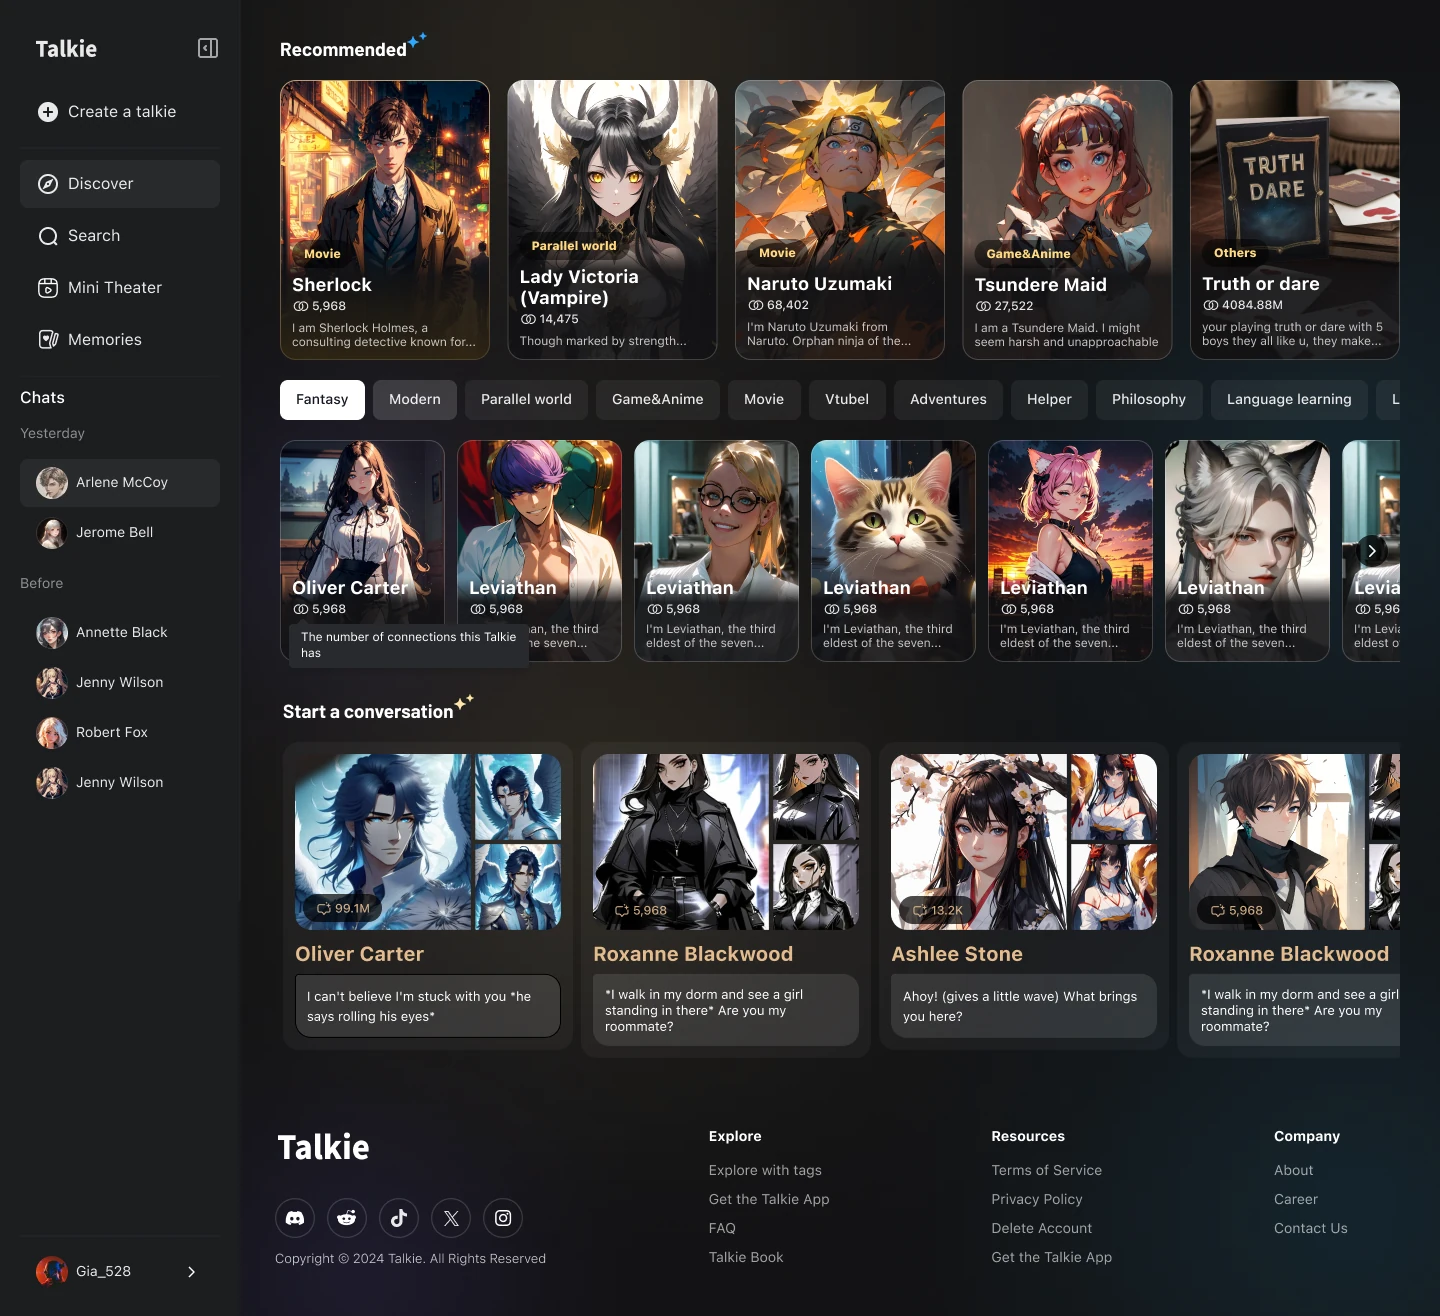 Talkie
Create a talkie
Discover
Search
Mini Theater
Memories
Chats
Yesterday
Arlene McCoy
Jerome Bell
Before
Annette Black
Jenny Wilson
Robert Fox
Jenny Wilson
Gia_528
Recommended
Movie
Sherlock
5,968
I am Sherlock Holmes, a
consulting detective known for...
Parallel world
Lady Victoria
(Vampire)
14,475
Though marked by strength...
Movie
Naruto Uzumaki
68,402
I'm Naruto Uzumaki from
Naruto. Orphan ninja of the...
Game&Anime
Tsundere Maid
27,522
I am a Tsundere Maid. I might
seem harsh and unapproachable
TRUTH
DARE
Others
Truth or dare
4084.88M
your playing truth or dare with 5
boys they all like u, they make...
Fantasy
Modern
Parallel world
Game&Anime
Movie
Vtubel
Adventures
Helper
Philosophy
Language learning
L
Oliver Carter
5,968
The number of connections this Talkie
has
Leviathan
5,968
an, the third
he seven...
Leviathan
5,968
I'm Leviathan, the third
eldest of the seven...
Leviathan
5,968
I'm Leviathan, the third
eldest of the seven...
Leviathan
5,968
I'm Leviathan, the third
eldest of the seven...
Leviathan
5,968
I'm Leviathan, the third
eldest of the seven...
Levia
5,96
I'm Levia
eldest o
Start a conversation
99.1M
Oliver Carter
I can't believe I'm stuck with you *he
says rolling his eyes*
5,968
Roxanne Blackwood
*I walk in my dorm and see a girl
standing in there* Are you my
roommate?
13.2K
Ashlee Stone
Ahoy! (gives a little wave) What brings
you here?
5,968
Roxanne Blackwood
*I walk in my dorm and see a girl
standing in there* Are you my
roommate?
Talkie
Copyright © 2024 Talkie. All Rights Reserved
Explore
Explore with tags
Get the Talkie App
FAQ
Talkie Book
Resources
Terms of Service
Privacy Policy
Delete Account
Get the Talkie App
Company
About
Career
Contact Us